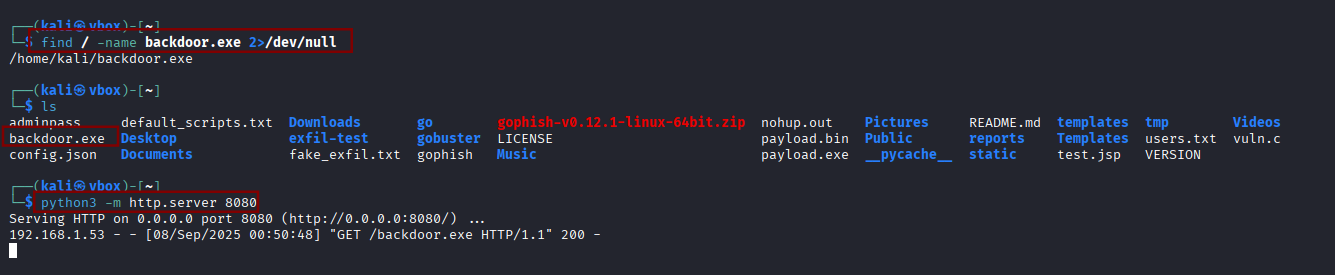 ┌──(kali㉿vbox)-[~]
└─$ find / -name backdoor.exe 2>/dev/null
/home/kali/backdoor.exe
┌──(kali㉿vbox)-[~]
└─$ ls
adminpass default_scripts.txt Downloads go gophish-v0.12.1-linux-64bit.zip nohup.out Pictures README.md templates tmp Videos
backdoor.exe Desktop exfil-test gobuster LICENSE payload.bin Public reports Templates users.txt vuln.c
config.json Documents fake_exfil.txt gophish Music payload.exe __pycache__ static test.jsp VERSION
┌──(kali㉿vbox)-[~]
└─$ python3 -m http.server 8080
Serving HTTP on 0.0.0.0 port 8080 (http://0.0.0.0:8080/) ...
192.168.1.53 - - [08/Sep/2025 00:50:48] "GET /backdoor.exe HTTP/1.1" 200 -